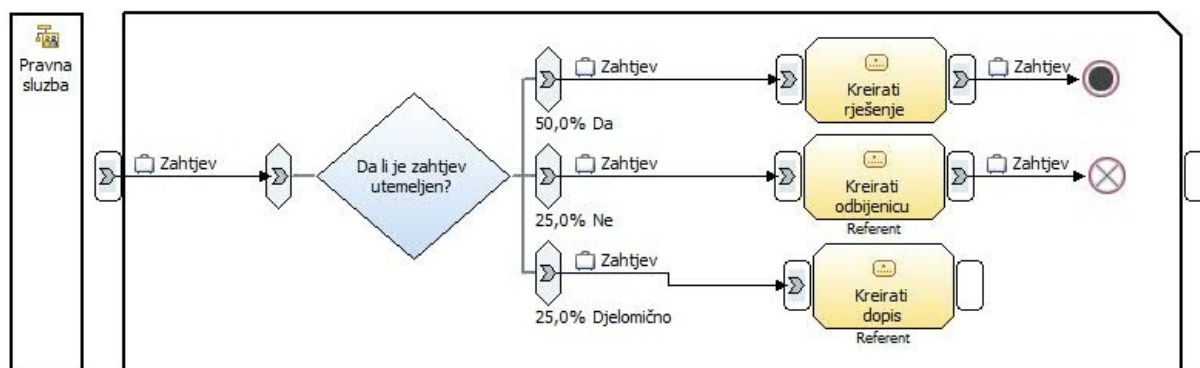 Pravna
sluzba
Zahtjev
Da li je zahtjev
utemeljen?
Zahtjev
50,0% Da
Kreirati
rješenje
Zahtjev
Zahtjev
25,0% Ne
Kreirati
odbijenicu
Referent
Zahtjev
Zahtjev
25,0% Djelomično
Kreirati
dopis
Referent